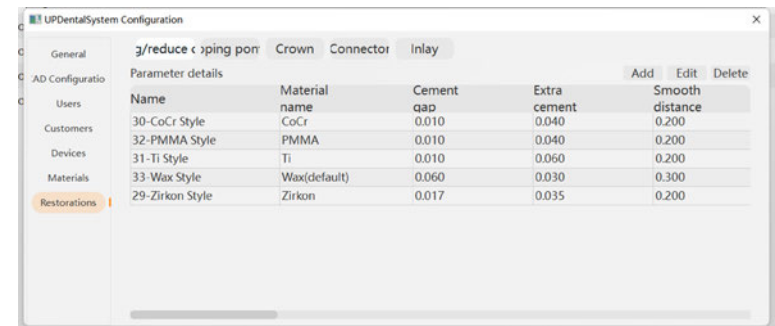 UPDentalSystem Configuration
General
AD Configuratio
Users
Customers
Devices
Materials
Restorations
g/reduce c oping pon Crown Connector Inlay
Parameter details Add Edit Delete
Name Material name Cement gap Extra cement Smooth distance
30-CoCr Style CoCr 0.010 0.040 0.200
32-PMMA Style PMMA 0.010 0.040 0.200
31-Ti Style Ti 0.010 0.060 0.200
33-Wax Style Wax(default) 0.060 0.030 0.300
29-Zirkon Style Zirkon 0.017 0.035 0.200